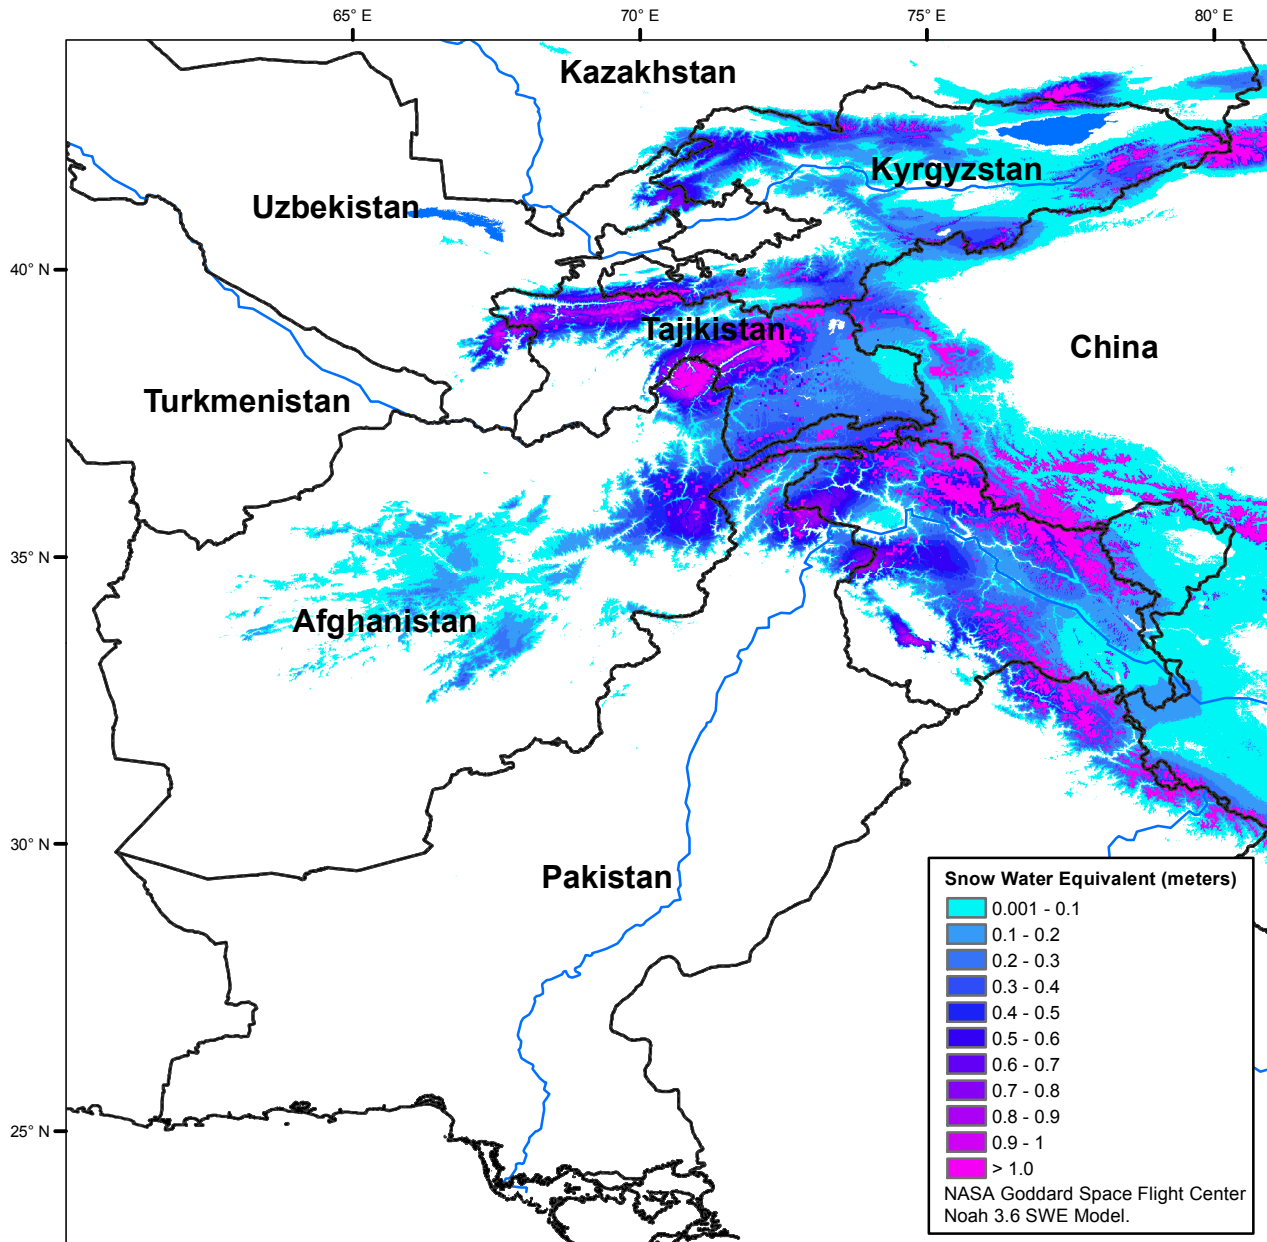 65° E
70° E
75° E
80° E
Kazakhstan
Kyrgyzstan
Uzbekistan
40° N
Tajikistan
China
Turkmenistan
35° N
Afghanistan
30° N
Pakistan
Snow Water Equivalent (meters)
0.001 - 0.1
0.1 - 0.2
0.2 - 0.3
0.3 - 0.4
0.4 - 0.5
0.5 - 0.6
0.6 - 0.7
0.7 - 0.8
0.8 - 0.9
0.9 - 1
> 1.0
NASA Goddard Space Flight Center
Noah 3.6 SWE Model.
25° N